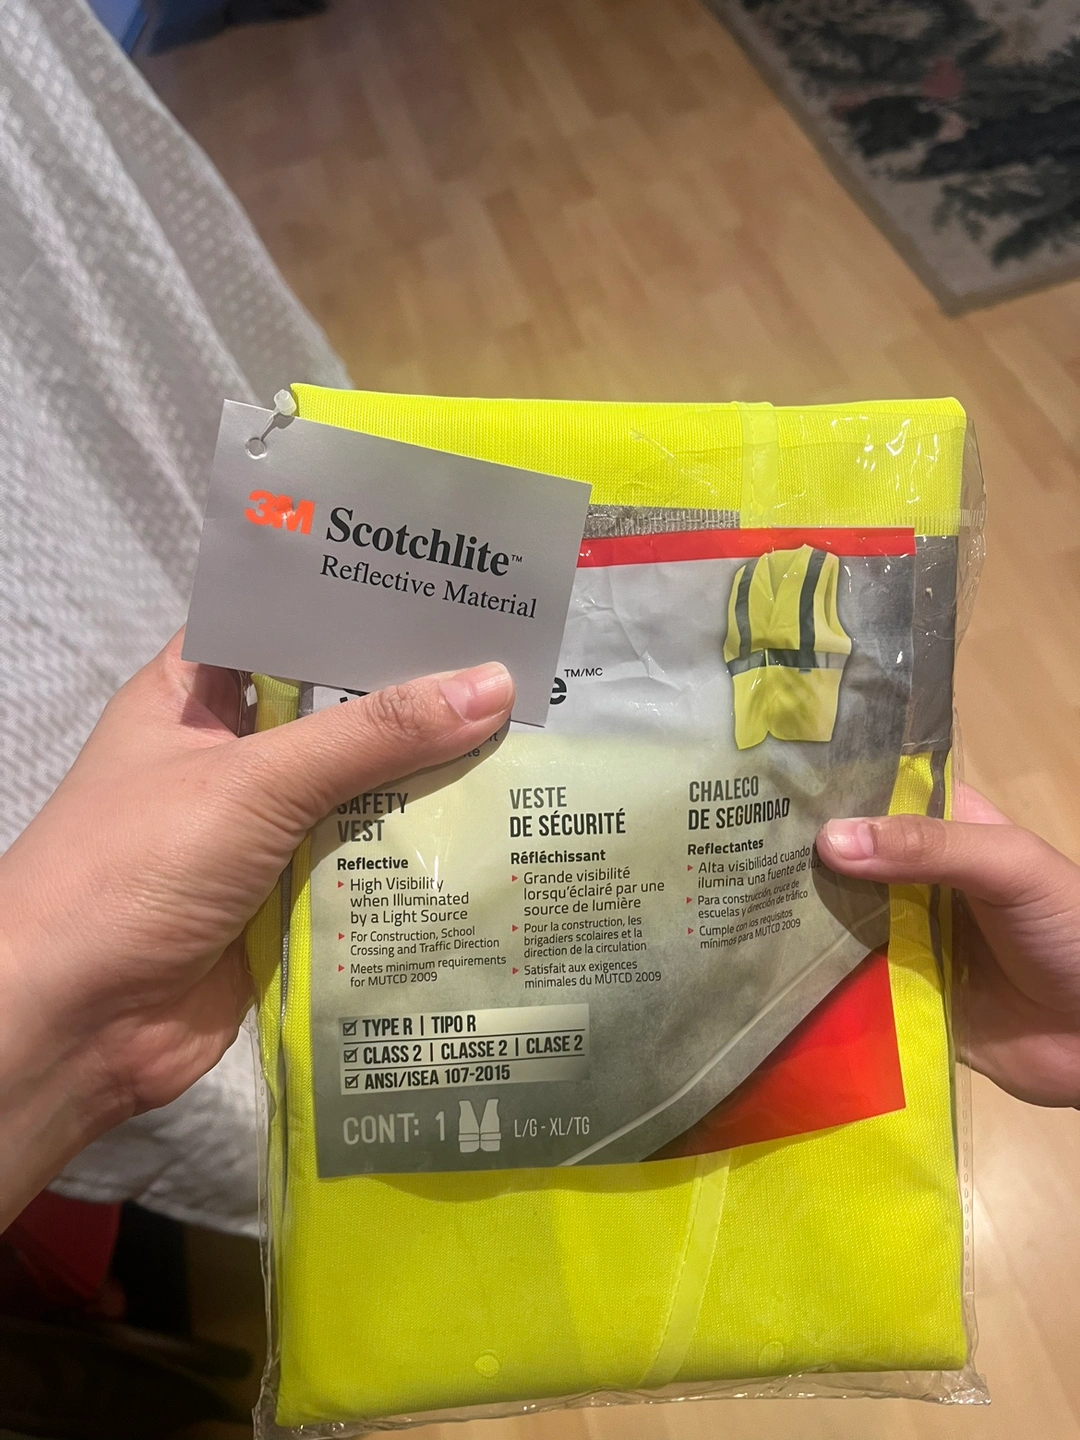 3M Scotchlite™
Reflective Material
TM/MC
SAFETY
VEST
Reflective
▸ High Visibility
when Illuminated
by a Light Source
▸ For Construction, School
Crossing and Traffic Direction
▸ Meets minimum requirements
for MUTCD 2009
VESTE
DE SÉCURITÉ
Réfléchissant
▸ Grande visibilité
lorsqu'éclairé par une
source de lumière
▸ Pour la construction, les
brigadiers scolaires et la
direction de la circulation
▸ Satisfait aux exigences
minimales du MUTCD 2009
CHALECO
DE SEGURIDAD
Reflectantes
▸ Alta visibilidad cuando
ilumina una fuente de luz
▸ Para construcción, cruce de
escuelas y dirección de tráfico
▸ Cumple con los requisitos
mínimos para MUTCD 2009
☑ TYPE R | TIPO R
☑ CLASS 2 | CLASSE 2 | CLASE 2
☑ ANSI/ISEA 107-2015
CONT: 1 L/G - XL/TG